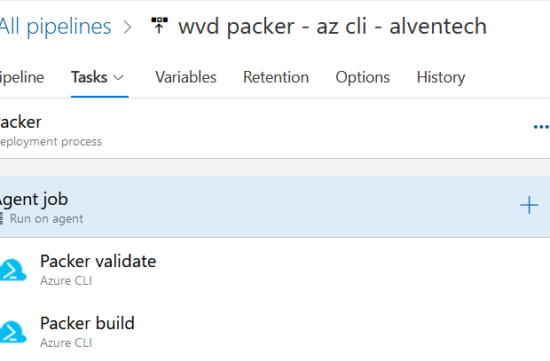 All pipelines > wvd packer - az cli - alventech
ipeline Tasks Variables Retention Options History
acker
eployment process
Agent job
Run on agent
Packer validate
Azure CLI
Packer build
Azure CLI